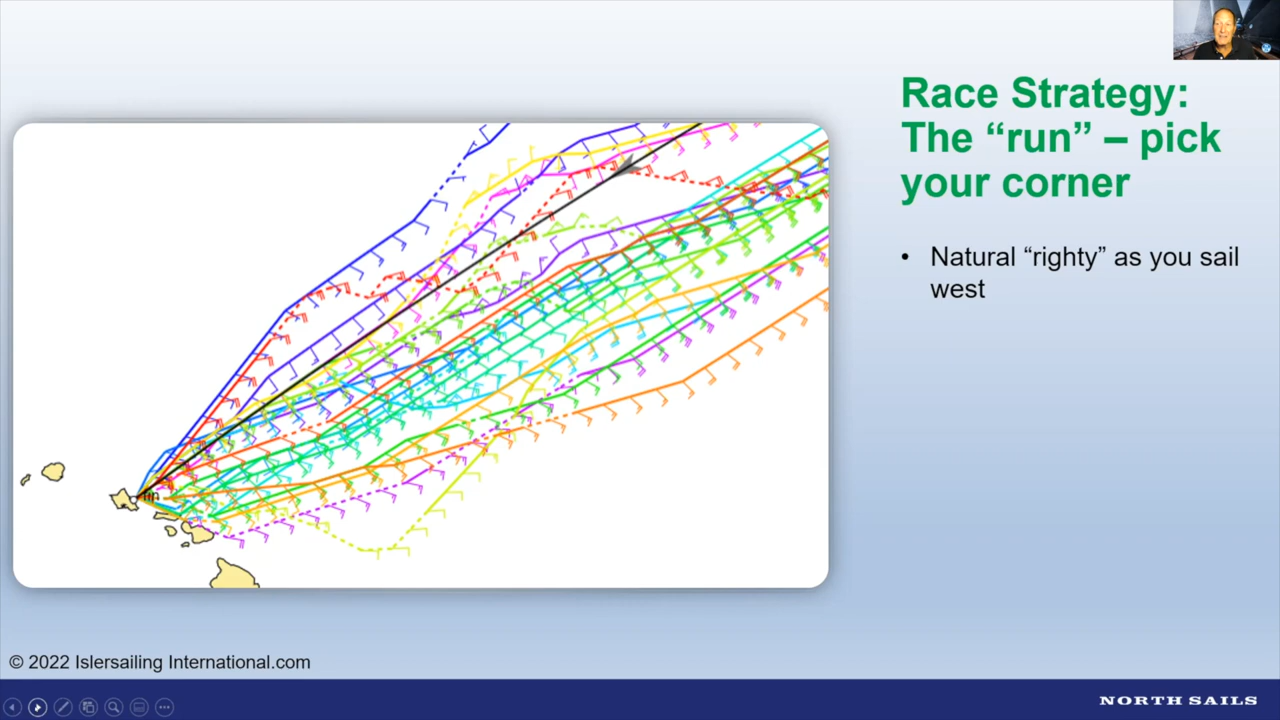 Race Strategy:
The “run” – pick
your corner
• Natural “righty” as you sail
west
fin
© 2022 Islersailing International.com
NORTH SAILS